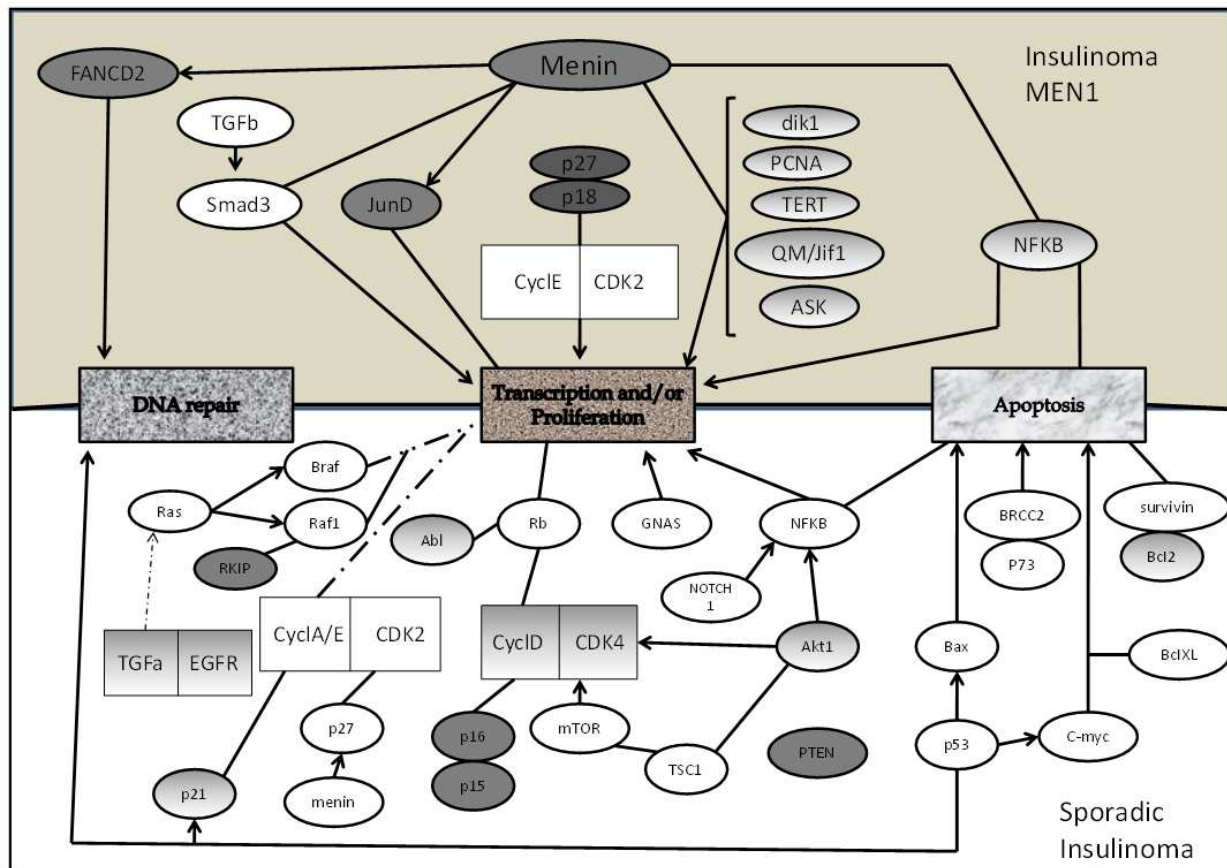 Insulinoma
MEN1
Menin
FANCD2
TGFb
dik1
p27
PCNA
p18
Smad3
JunD
TERT
NFKB
QM/Jif1
CyclE
CDK2
ASK
DNA repair
Transcription and/or
Proliferation
Apoptosis
Braf
Ras
Raf1
RKIP
Abl
Rb
GNAS
NFKB
BRCC2
P73
survivin
Bcl2
NOTCH
1
TGFa
EGFR
CyclA/E
CDK2
CyclD
CDK4
Akt1
Bax
BclXL
p27
p16
mTOR
PTEN
p53
C-myc
TSC1
p15
p21
menin
Sporadic
Insulinoma